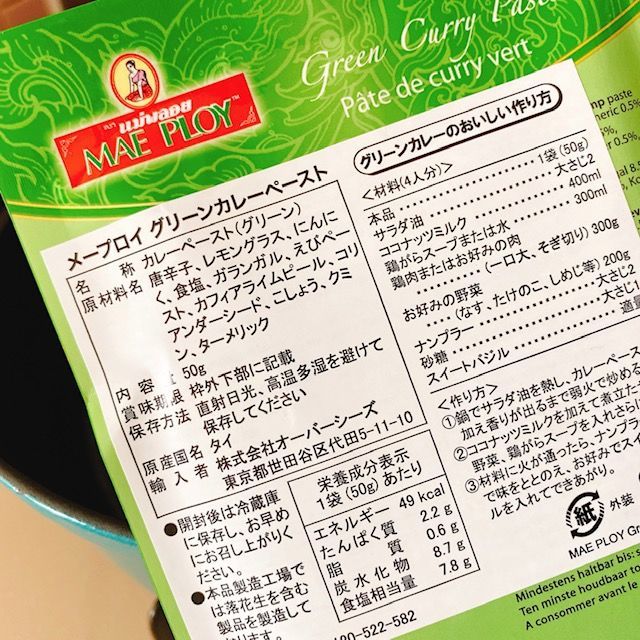 Green Curry Paste
Pâte de curry vert
แม่พลอย
MAE PLOY™
メープロイ グリーンカレーペースト
名 称 カレーペースト(グリーン)
原材料名 唐辛子、レモングラス、にんに
く、食塩、ガランガル、えびペー
スト、カフィアライムピール、コリ
アンダーシード、こしょう、クミ
ン、ターメリック
内 容 量 50g
賞味期限 枠外下部に記載
保存方法 直射日光、高温多湿を避けて
保存してください
原産国名 タイ
輸 入 者 株式会社オーバーシーズ
東京都世田谷区代田5-11-10
●開封後は冷蔵庫
に保存し、お早め
にお召し上がりく
ださい。
●本品製造工場で
は落花生を含む
製品を製造して
栄養成分表示
1袋(50g)あたり
エネルギー 49 kcal
たんぱく質 2.2 g
脂 質 0.6 g
炭水化物 8.7 g
食塩相当量 7.8 g
-522-582
グリーンカレーのおいしい作り方
<材料(4人分)>
本品 1袋(50g)
サラダ油 大さじ2
ココナッツミルク 400ml
鶏がらスープまたは水 300ml
鶏肉またはお好みの肉
(一口大、そぎ切り) 300g
お好みの野菜
(なす、たけのこ、しめじ等) 200g
ナンプラー 大さじ2
砂糖 大さじ1
スイートバジル 適量
<作り方>
①鍋でサラダ油を熱し、カレーペース
加え香りが出るまで弱火で炒める
②ココナッツミルクを加えて煮立た
野菜、鶏がらスープを入れさら
③材料に火が通ったら、ナンプラ
で味をととのえ、お好みでス
ルを入れてできあがり。
紙
外装
MAE PLOY
Mindestens haltbar bis:
Ten minste houdbaar to
A consommer avant le